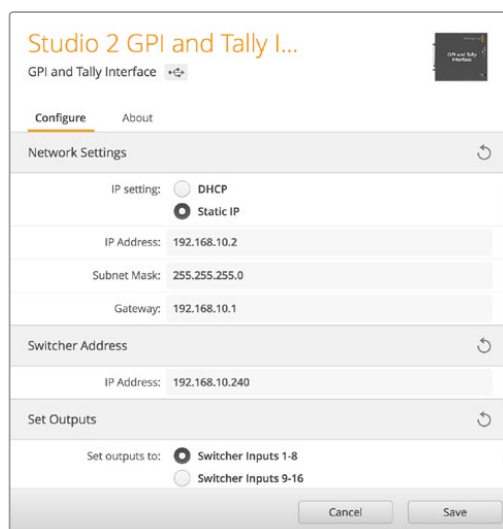 Studio 2 GPI and Tally I...
GPI and Tally Interface
GPI and Tally
Interface
Configure About
Network Settings
IP setting: DHCP
Static IP
IP Address: 192.168.10.2
Subnet Mask: 255.255.255.0
Gateway: 192.168.10.1
Switcher Address
IP Address: 192.168.10.240
Set Outputs
Set outputs to: Switcher Inputs 1-8
Switcher Inputs 9-16
Cancel Save